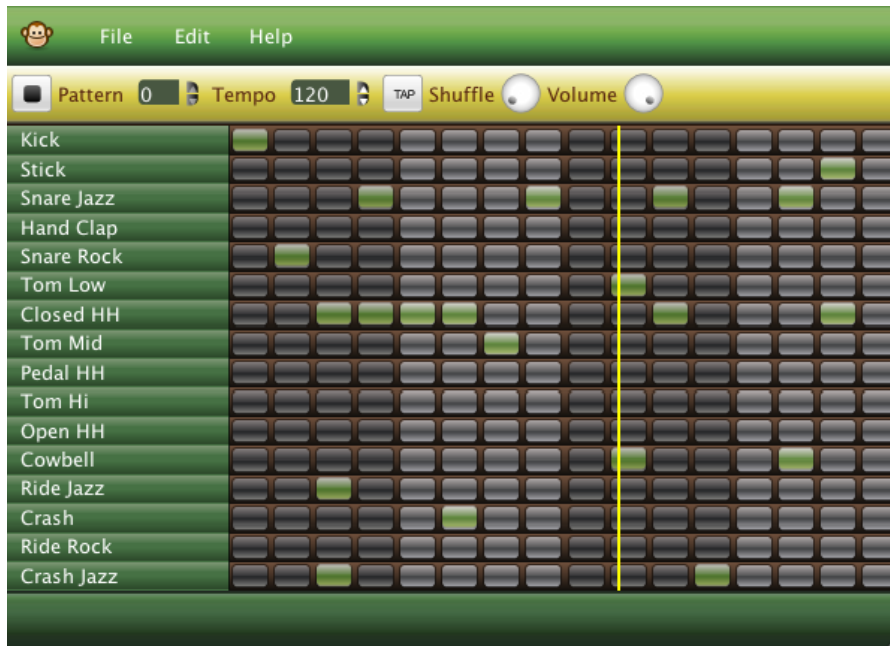 File Edit Help
Pattern 0 Tempo 120 TAP Shuffle Volume
Kick
Stick
Snare Jazz
Hand Clap
Snare Rock
Tom Low
Closed HH
Tom Mid
Pedal HH
Tom Hi
Open HH
Cowbell
Ride Jazz
Crash
Ride Rock
Crash Jazz